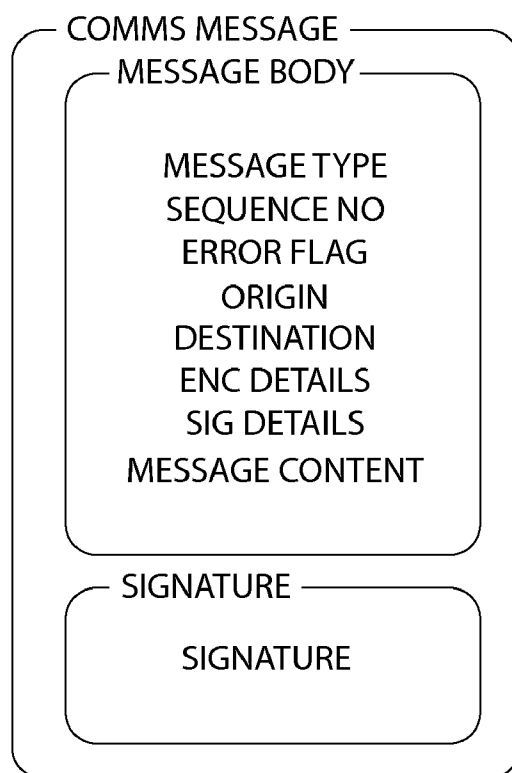 COMMS MESSAGE
MESSAGE BODY
MESSAGE TYPE
SEQUENCE NO
ERROR FLAG
ORIGIN
DESTINATION
ENC DETAILS
SIG DETAILS
MESSAGE CONTENT
SIGNATURE
SIGNATURE